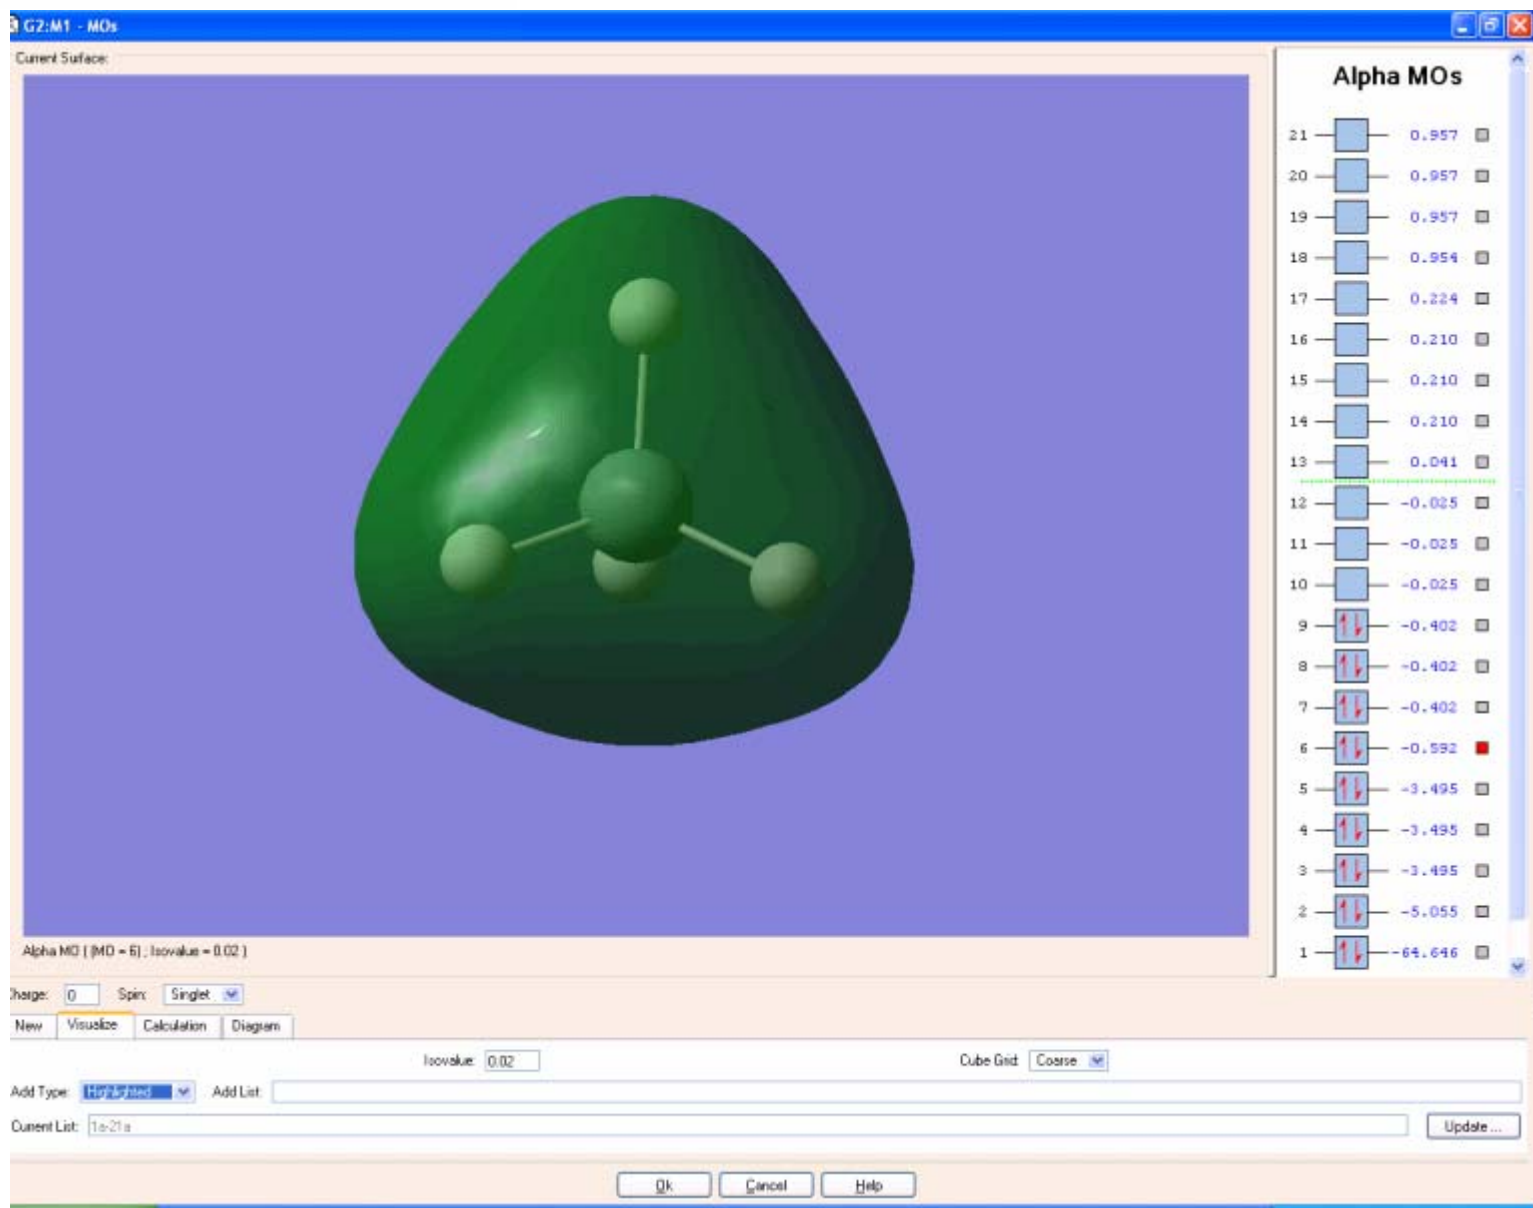 G2:M1 - MOs
Current Surface:
Alpha MOs
21 0.957
20 0.957
19 0.957
18 0.954
17 0.224
16 0.210
15 0.210
14 0.210
13 0.041
12 -0.025
11 -0.025
10 -0.025
9 -0.402
8 -0.402
7 -0.402
6 -0.592
5 -3.495
4 -3.495
3 -3.495
2 -5.055
1 -64.646
Alpha MO ( (MO = 6) ; Isovalue = 0.02 )
Charge: 0 Spin: Singlet
New Visualize Calculation Diagram
Isovalue: 0.02 Cube Grid: Coarse
Add Type: Highlighted Add List:
Current List: 1a-21a Update ...
Ok Cancel Help